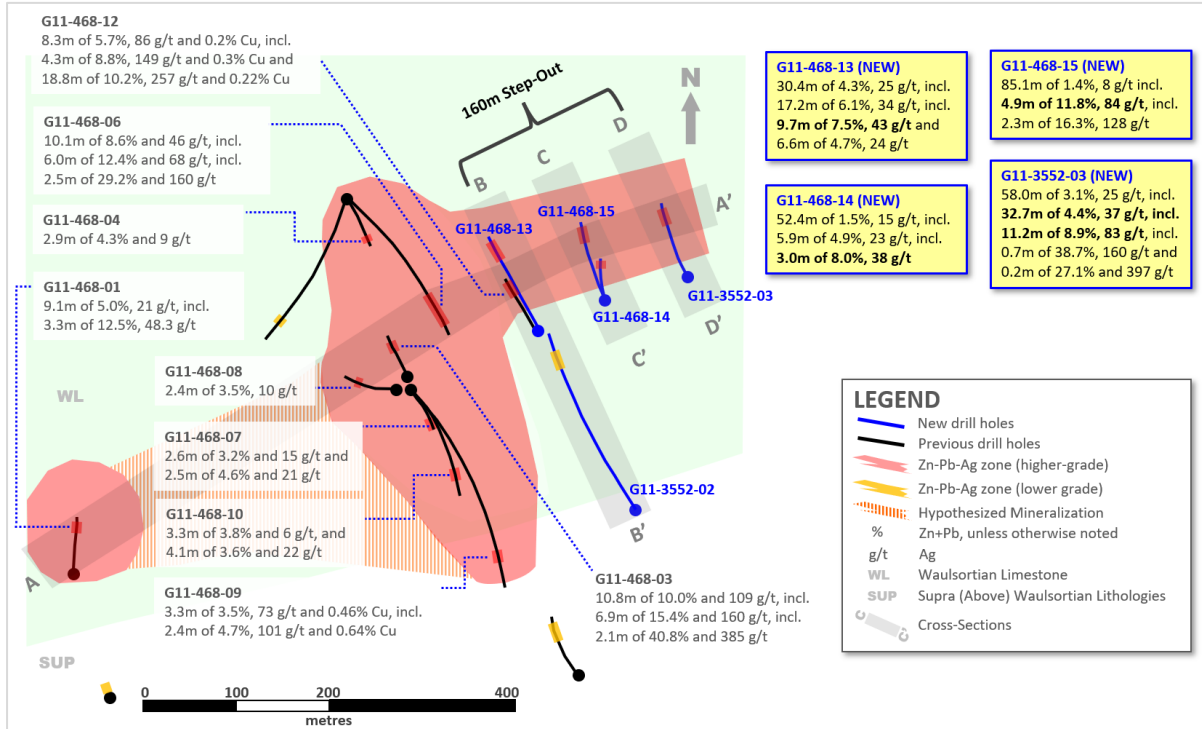 G11-468-12
8.3m of 5.7%, 86 g/t and 0.2% Cu, incl.
4.3m of 8.8%, 149 g/t and 0.3% Cu and
18.8m of 10.2%, 257 g/t and 0.22% Cu
G11-468-06
10.1m of 8.6% and 46 g/t, incl.
6.0m of 12.4% and 68 g/t, incl.
2.5m of 29.2% and 160 g/t
G11-468-04
2.9m of 4.3% and 9 g/t
G11-468-01
9.1m of 5.0%, 21 g/t, incl.
3.3m of 12.5%, 48.3 g/t
G11-468-08
2.4m of 3.5%, 10 g/t
WL
G11-468-07
2.6m of 3.2% and 15 g/t and
2.5m of 4.6% and 21 g/t
G11-468-10
3.3m of 3.8% and 6 g/t, and
4.1m of 3.6% and 22 g/t
G11-468-09
3.3m of 3.5%, 73 g/t and 0.46% Cu, incl.
2.4m of 4.7%, 101 g/t and 0.64% Cu
G11-468-03
10.8m of 10.0% and 109 g/t, incl.
6.9m of 15.4% and 160 g/t, incl.
2.1m of 40.8% and 385 g/t
A
SUP
0 100 200 400
metres
160m Step-Out
B
C
D
N
A'
G11-468-13
G11-468-15
G11-468-14
G11-3552-03
D'
C'
G11-3552-02
B'
G11-468-13 (NEW)
30.4m of 4.3%, 25 g/t, incl.
17.2m of 6.1%, 34 g/t, incl.
9.7m of 7.5%, 43 g/t and
6.6m of 4.7%, 24 g/t
G11-468-15 (NEW)
85.1m of 1.4%, 8 g/t incl.
4.9m of 11.8%, 84 g/t, incl.
2.3m of 16.3%, 128 g/t
G11-468-14 (NEW)
52.4m of 1.5%, 15 g/t, incl.
5.9m of 4.9%, 23 g/t, incl.
3.0m of 8.0%, 38 g/t
G11-3552-03 (NEW)
58.0m of 3.1%, 25 g/t, incl.
32.7m of 4.4%, 37 g/t, incl.
11.2m of 8.9%, 83 g/t, incl.
0.7m of 38.7%, 160 g/t and
0.2m of 27.1% and 397 g/t
LEGEND
New drill holes
Previous drill holes
Zn-Pb-Ag zone (higher-grade)
Zn-Pb-Ag zone (lower grade)
Hypothesized Mineralization
% Zn+Pb, unless otherwise noted
g/t Ag
WL Waulsortian Limestone
SUP Supra (Above) Waulsortian Lithologies
C C' Cross-Sections